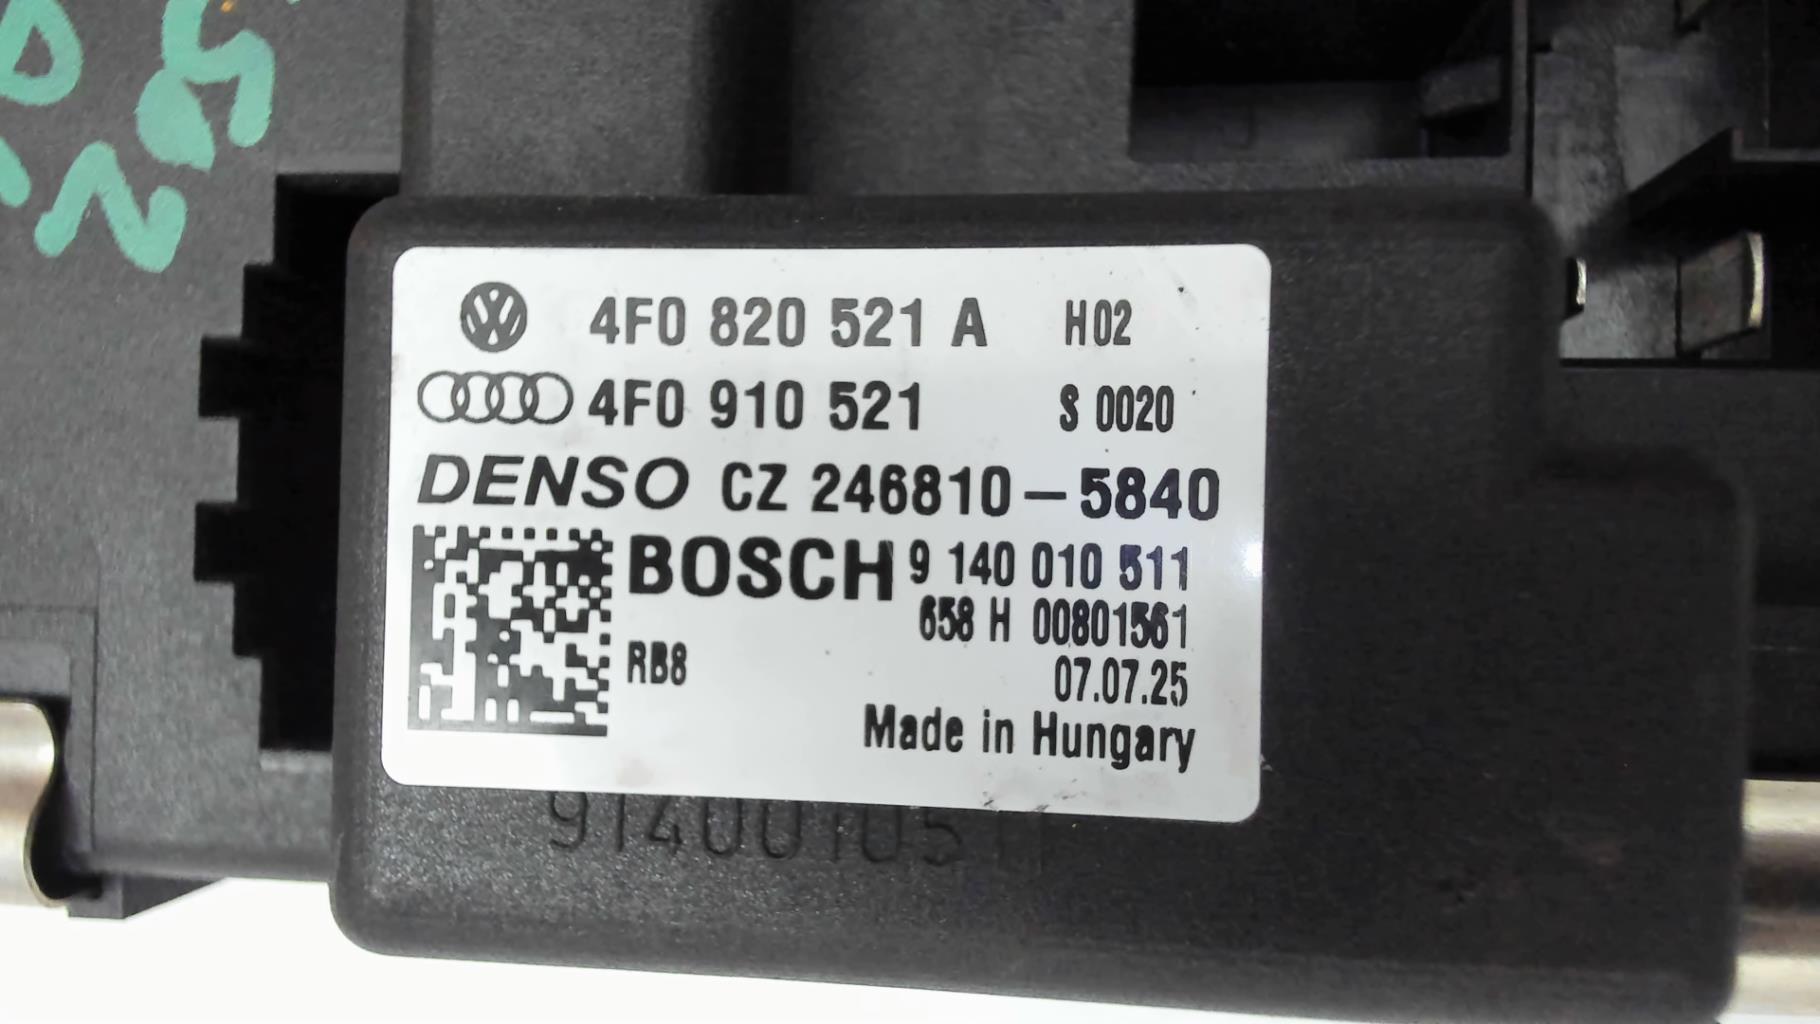 4F0 820 521 A H02
4F0 910 521 S 0020
DENSO CZ 246810-5840
BOSCH 9 140 010 511
658 H 00801561
RB8
07.07.25
Made in Hungary
9140010511